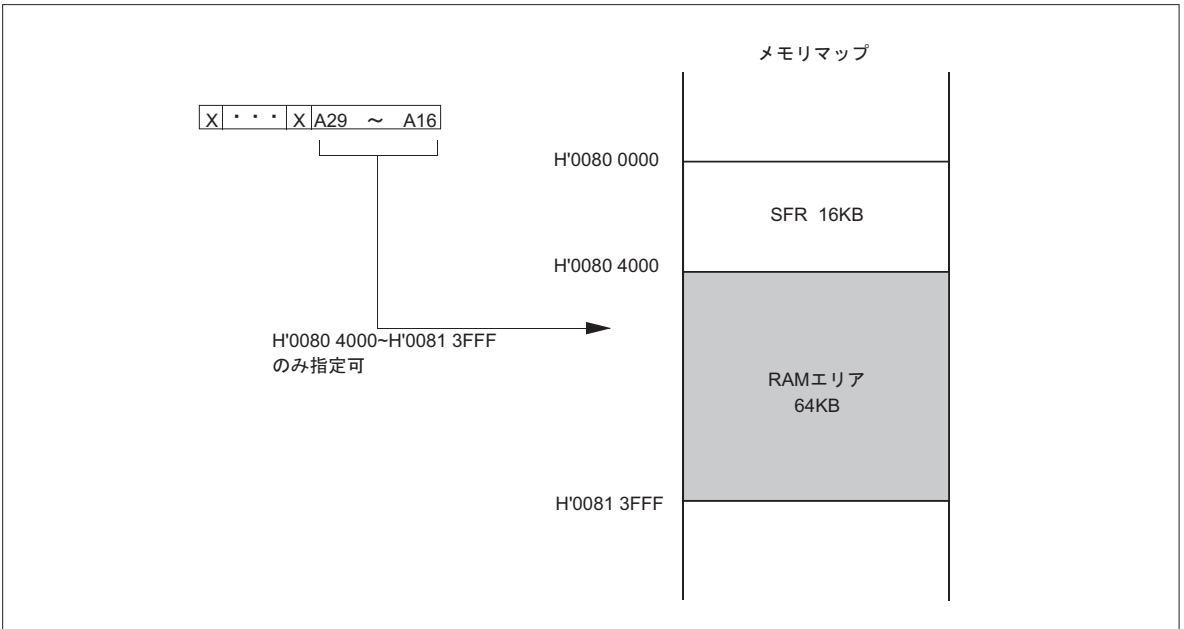 メモリマップ
X ・・・ X A29 ～ A16
H'0080 0000
SFR 16KB
H'0080 4000
H'0080 4000~H'0081 3FFF
のみ指定可
RAMエリア
64KB
H'0081 3FFF